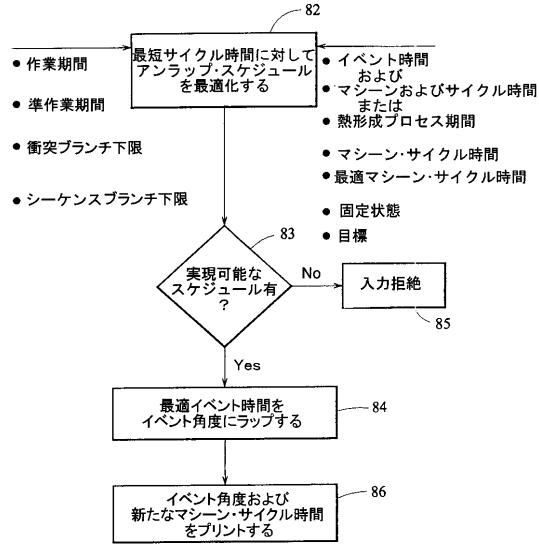 82
最短サイクル時間に対して
アンラップ・スケジュール
を最適化する
● 作業期間
● 準作業期間
● 衝突ブランチ下限
● シーケンスブランチ下限
● イベント時間
および
● マシーンおよびサイクル時間
または
● 熱形成プロセス期間
● マシーン・サイクル時間
● 最適マシーン・サイクル時間
● 固定状態
● 目標
83
実現可能な
スケジュール有
?
No
入力拒絶
85
Yes
最適イベント時間を
イベント角度にラップする
84
イベント角度および
新たなマシーン・サイクル時間
をプリントする
86